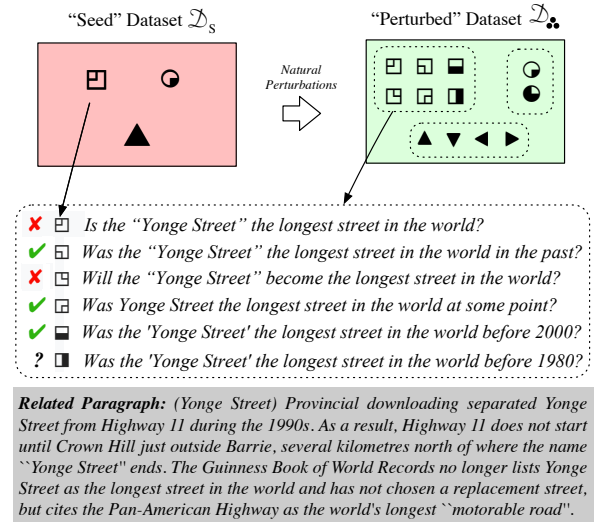 “Seed” Dataset 𝒟s
“Perturbed” Dataset 𝒟
Natural
Perturbations
✘ Is the “Yonge Street” the longest street in the world?
✔ Was the “Yonge Street” the longest street in the world in the past?
✘ Will the “Yonge Street” become the longest street in the world?
✔ Was Yonge Street the longest street in the world at some point?
✔ Was the 'Yonge Street' the longest street in the world before 2000?
? Was the 'Yonge Street' the longest street in the world before 1980?
Related Paragraph: (Yonge Street) Provincial downloading separated Yonge
Street from Highway 11 during the 1990s. As a result, Highway 11 does not start
until Crown Hill just outside Barrie, several kilometres north of where the name
``Yonge Street'' ends. The Guinness Book of World Records no longer lists Yonge
Street as the longest street in the world and has not chosen a replacement street,
but cites the Pan-American Highway as the world's longest ``motorable road''.